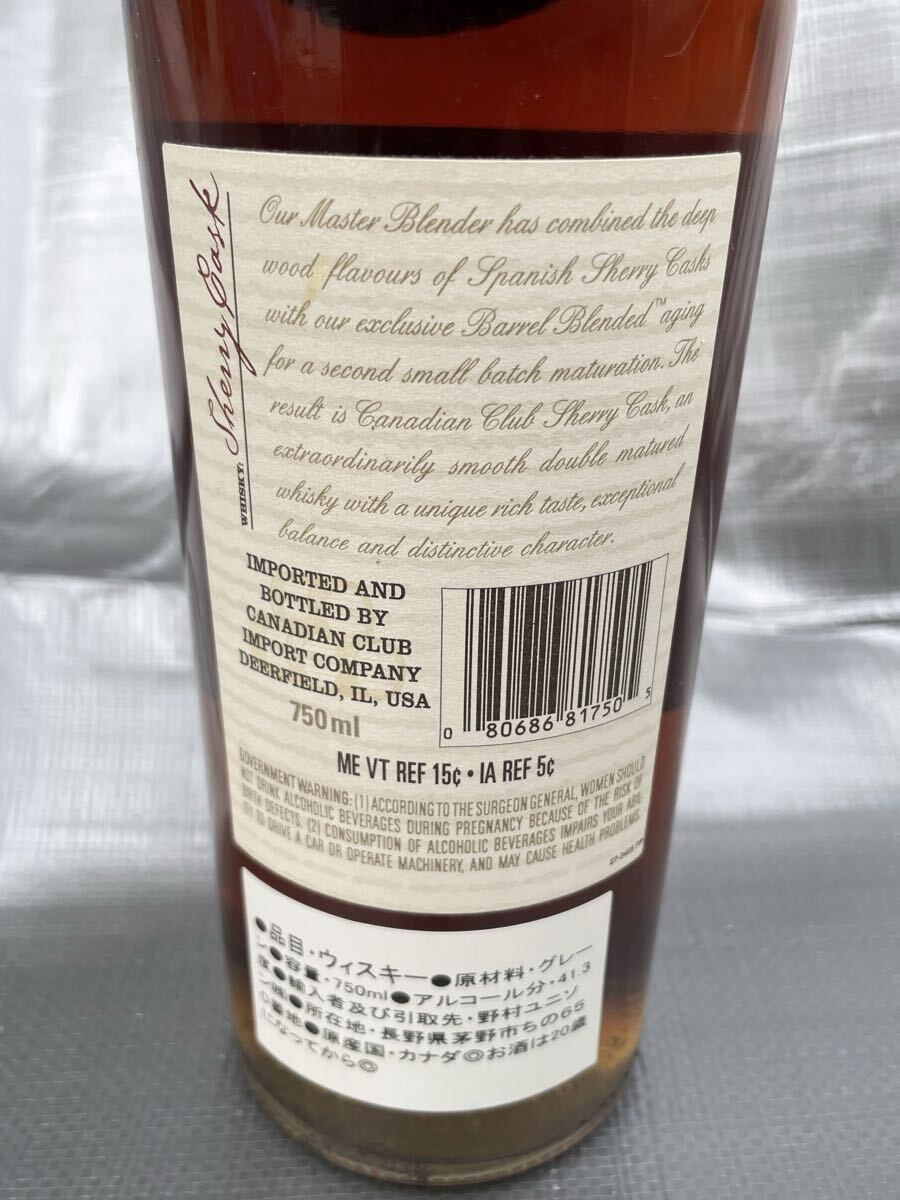 WHISKY: Sherry Cask
Our Master Blender has combined the deep
wood flavours of Spanish Sherry Casks
with our exclusive Barrel Blended™ aging
for a second small batch maturation. The
result is Canadian Club Sherry Cask, an
extraordinarily smooth double matured
whisky with a unique rich taste, exceptional
balance and distinctive character.
IMPORTED AND
BOTTLED BY
CANADIAN CLUB
IMPORT COMPANY
DEERFIELD, IL, USA
750 ml
0 80686 81750 5
ME VT REF 15¢ • IA REF 5¢
GOVERNMENT WARNING: (1) ACCORDING TO THE SURGEON GENERAL, WOMEN SHOULD
NOT DRINK ALCOHOLIC BEVERAGES DURING PREGNANCY BECAUSE OF THE RISK OF
BIRTH DEFECTS. (2) CONSUMPTION OF ALCOHOLIC BEVERAGES IMPAIRS YOUR ABIL-
ITY TO DRIVE A CAR OR OPERATE MACHINERY, AND MAY CAUSE HEALTH PROBLEMS.
●品目・ウィスキー●原材料・グレー
ン●容量・750ml●アルコール分・41.3
度●輸入者及び引取先・野村ユニソ
ン㈱●所在地・長野県茅野市ちの65
番地●原産国・カナダ◎お酒は20歳
になってから◎